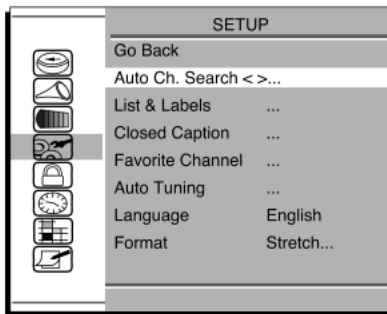 SETUP
Go Back
Auto Ch. Search < >...
List & Labels ...
Closed Caption ...
Favorite Channel ...
Auto Tuning ...
Language English
Format Stretch...